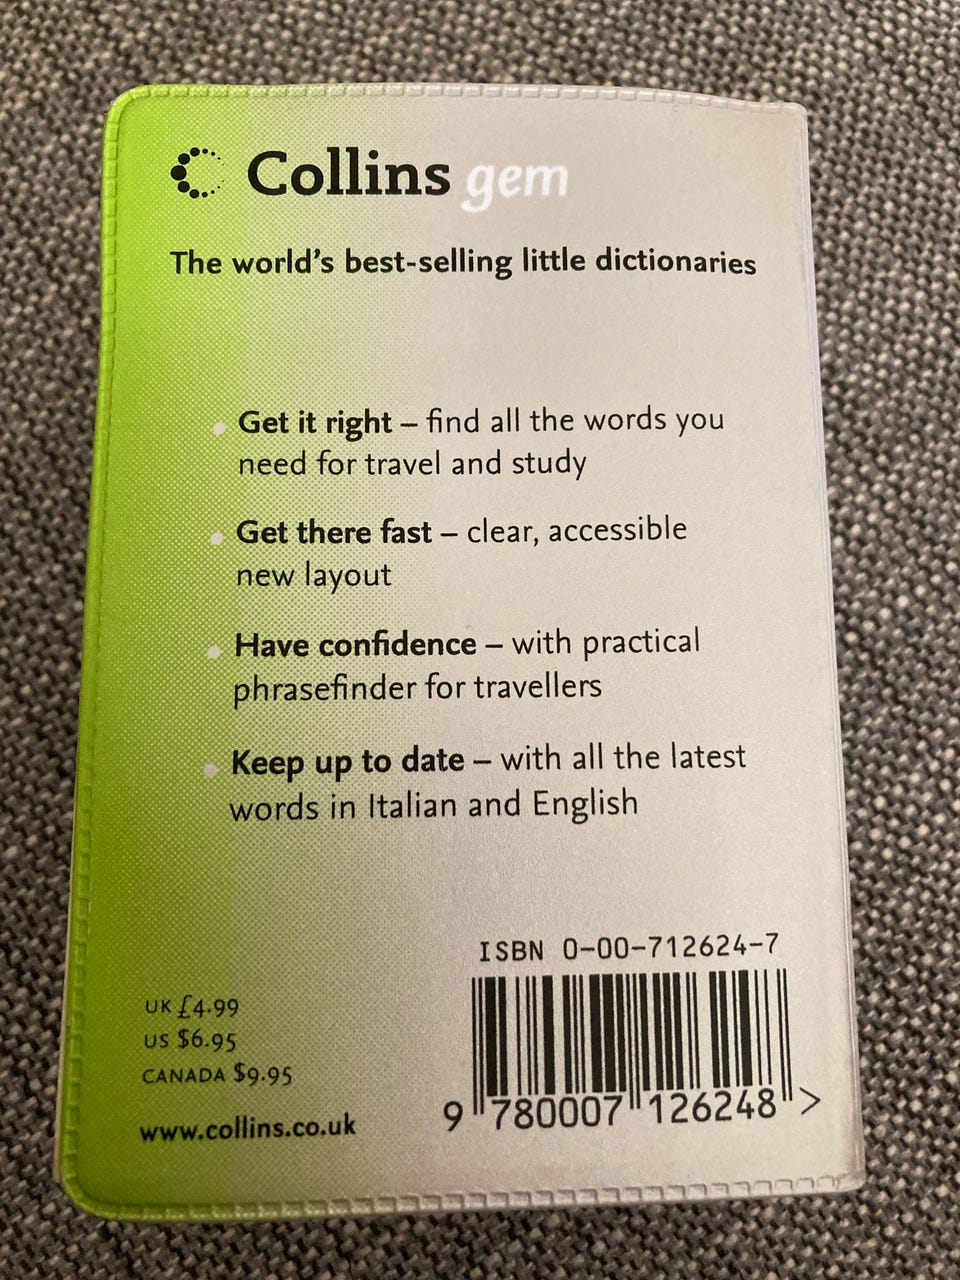 Collins gem
The world's best-selling little dictionaries
Get it right – find all the words you
need for travel and study
Get there fast – clear, accessible
new layout
Have confidence – with practical
phrasefinder for travellers
Keep up to date – with all the latest
words in Italian and English
UK £4.99
US $6.95
CANADA $9.95
www.collins.co.uk
ISBN 0-00-712624-7
9 780007 126248 >